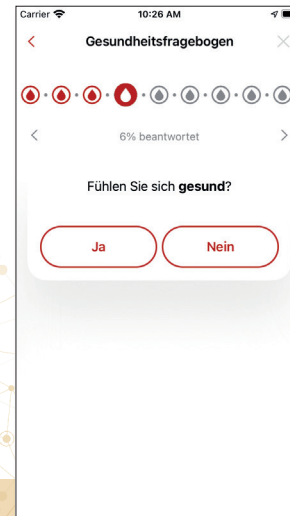 Carrier 10:26 AM
Gesundheitsfragebogen
6% beantwortet
Fühlen Sie sich gesund?
Ja Nein